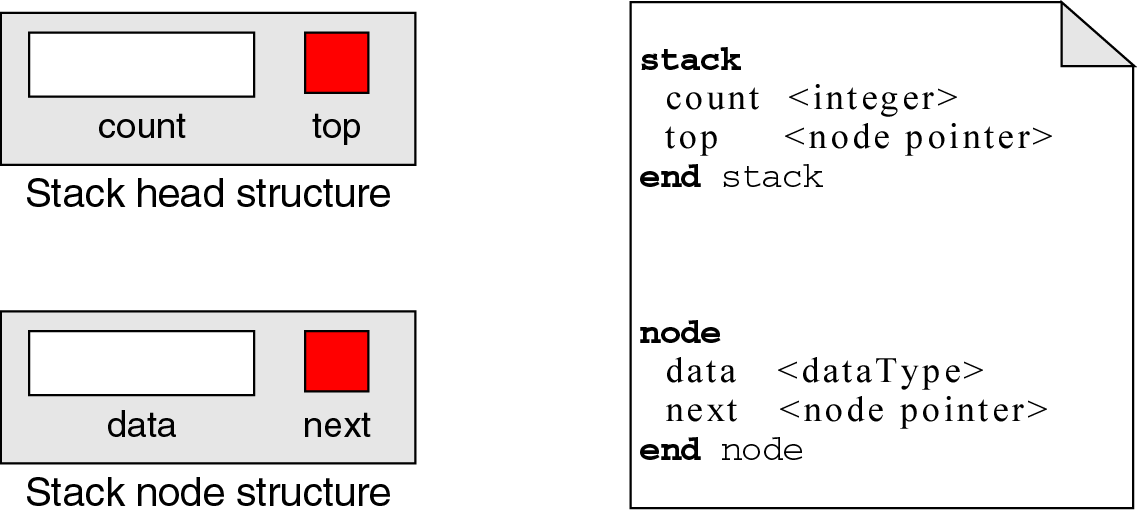 count top
Stack head structure
data next
Stack node structure
stack
count <integer>
top <node pointer>
end stack
node
data <dataType>
next <node pointer>
end node